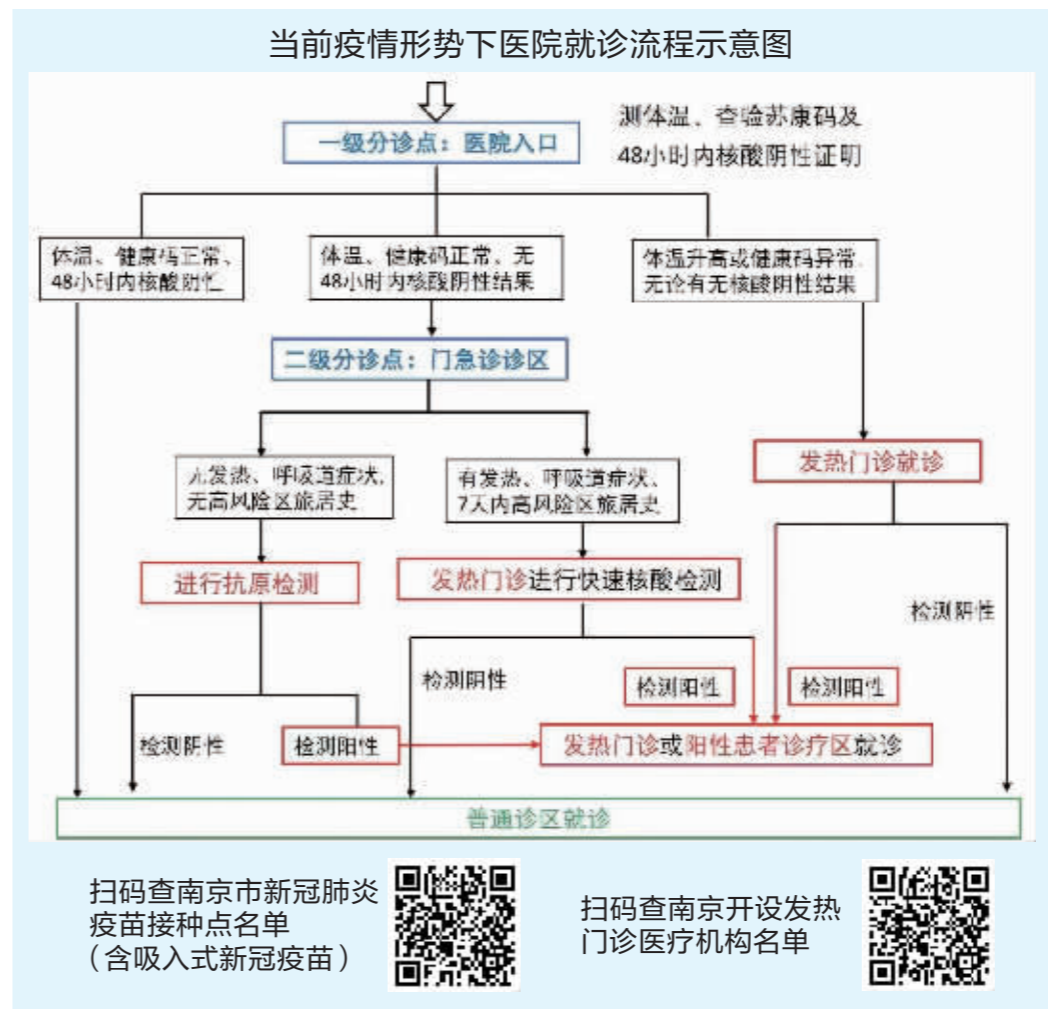 当前疫情形势下医院就诊流程示意图
测体温、查验苏康码及
48小时内核酸阴性证明
一级分诊点：医院入口
体温、健康码正常、
48小时内核酸阴性
体温、健康码正常、无
48小时内核酸阴性结果
体温升高或健康码异常，
无论有无核酸阴性结果
二级分诊点：门急诊诊区
无发热、呼吸道症状，
无高风险区旅居史
有发热、呼吸道症状、
7天内高风险区旅居史
发热门诊就诊
进行抗原检测
发热门诊进行快速核酸检测
检测阴性
检测阴性
检测阳性
检测阳性
检测阴性
检测阳性
发热门诊或阳性患者诊疗区就诊
普通诊区就诊
扫码查南京市新冠肺炎
疫苗接种点名单
（含吸入式新冠疫苗）
扫码查南京开设发热
门诊医疗机构名单